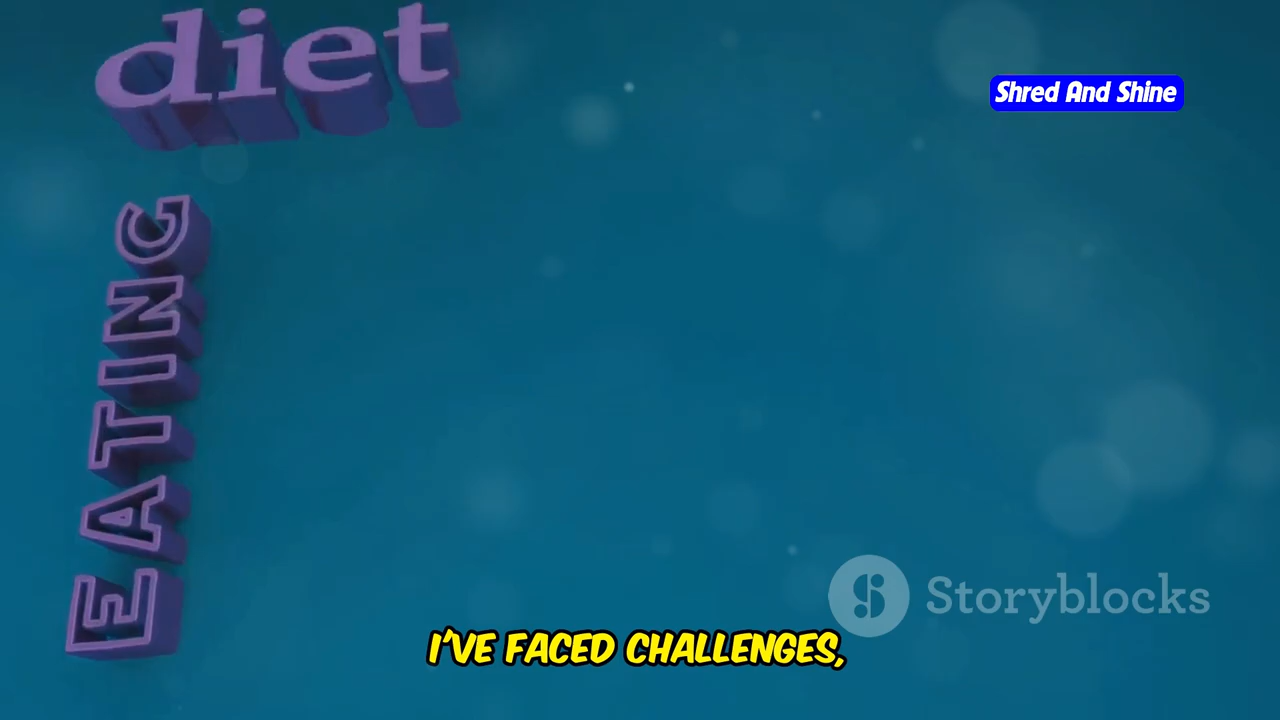 diet
Shred And Shine
EATING
Storyblocks
I'VE FACED CHALLENGES,